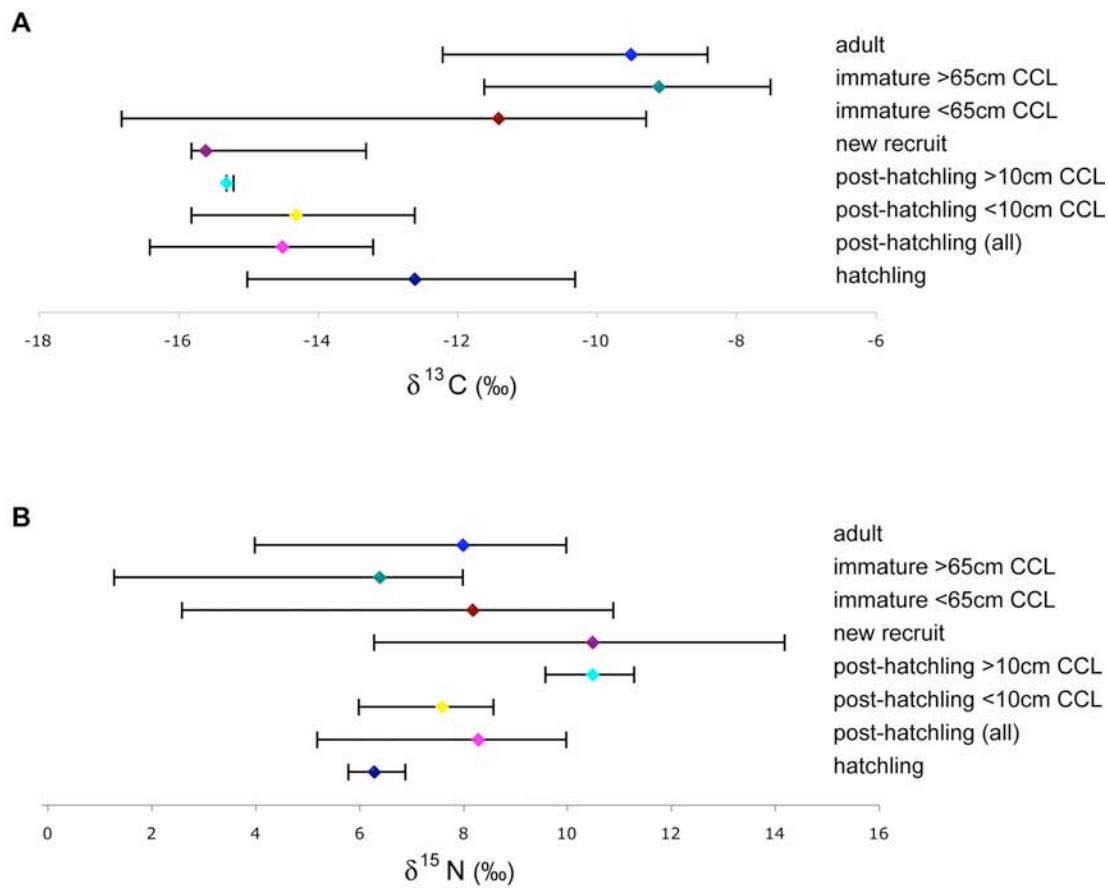 A
adult
immature >65cm CCL
immature <65cm CCL
new recruit
post-hatchling >10cm CCL
post-hatchling <10cm CCL
post-hatchling (all)
hatchling
-18 -16 -14 -12 -10 -8 -6
δ¹³C (‰)
B
adult
immature >65cm CCL
immature <65cm CCL
new recruit
post-hatchling >10cm CCL
post-hatchling <10cm CCL
post-hatchling (all)
hatchling
0 2 4 6 8 10 12 14 16
δ¹⁵N (‰)